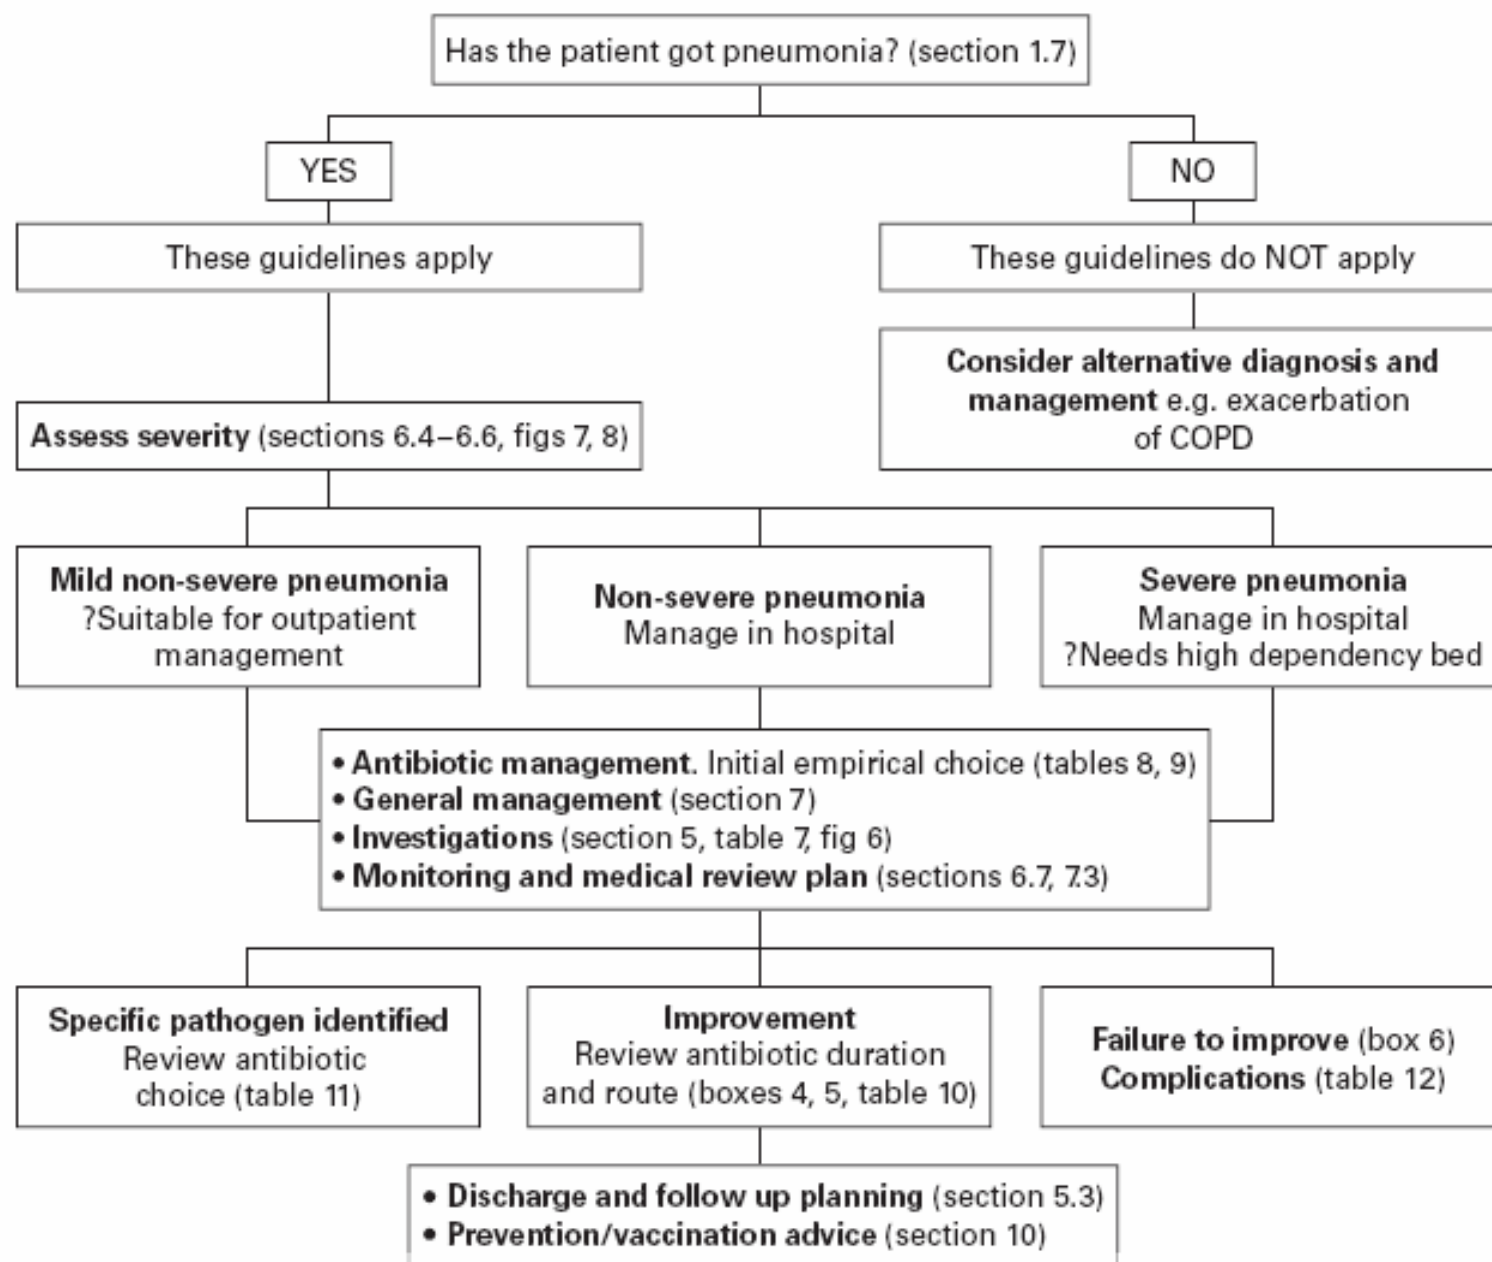 Has the patient got pneumonia? (section 1.7)
YES
NO
These guidelines apply
These guidelines do NOT apply
Consider alternative diagnosis and
management e.g. exacerbation
of COPD
Assess severity (sections 6.4–6.6, figs 7, 8)
Mild non-severe pneumonia
?Suitable for outpatient
management
Non-severe pneumonia
Manage in hospital
Severe pneumonia
Manage in hospital
?Needs high dependency bed
• Antibiotic management. Initial empirical choice (tables 8, 9)
• General management (section 7)
• Investigations (section 5, table 7, fig 6)
• Monitoring and medical review plan (sections 6.7, 7.3)
Specific pathogen identified
Review antibiotic
choice (table 11)
Improvement
Review antibiotic duration
and route (boxes 4, 5, table 10)
Failure to improve (box 6)
Complications (table 12)
• Discharge and follow up planning (section 5.3)
• Prevention/vaccination advice (section 10)